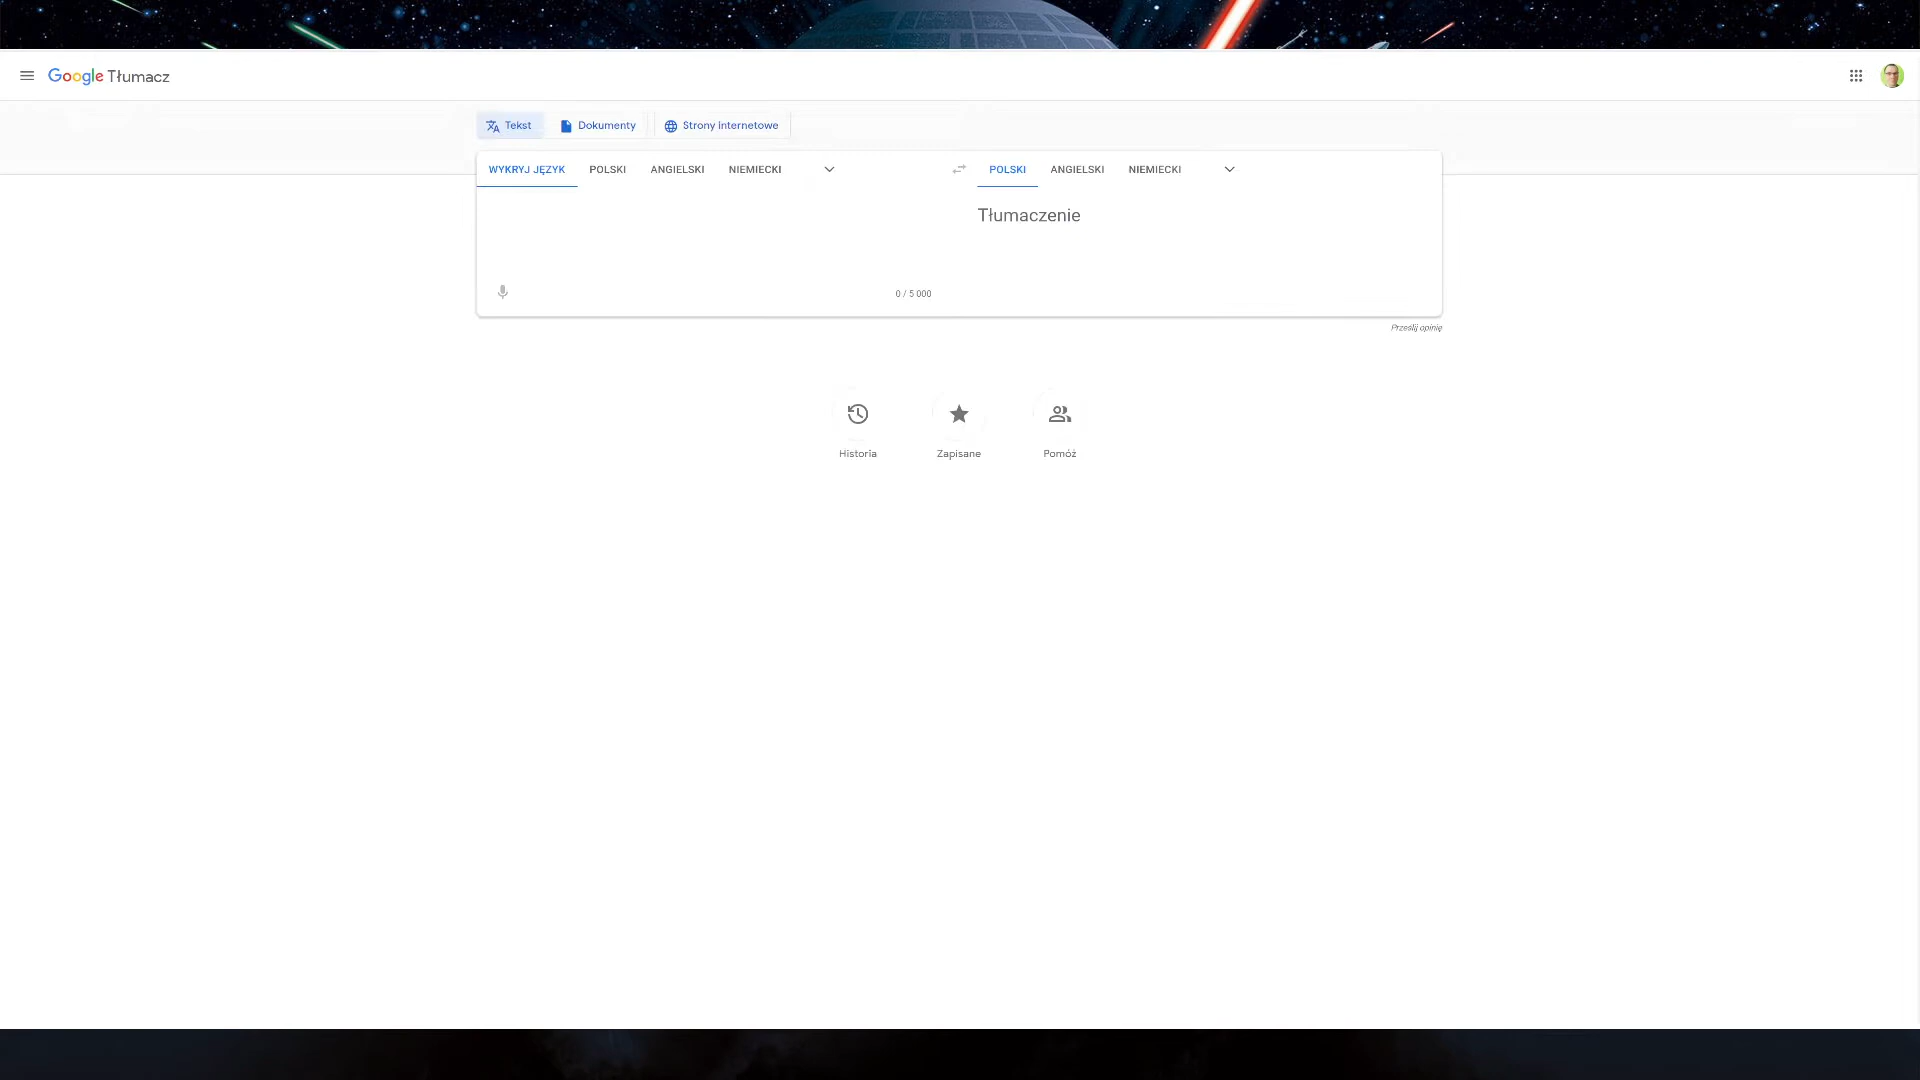 Google Tłumacz
Tekst
Dokumenty
Strony internetowe
WYKRYJ JĘZYK
POLSKI
ANGIELSKI
NIEMIECKI
POLSKI
ANGIELSKI
NIEMIECKI
Tłumaczenie
0 / 5 000
Prześlij opinię
Historia
Zapisane
Pomóż